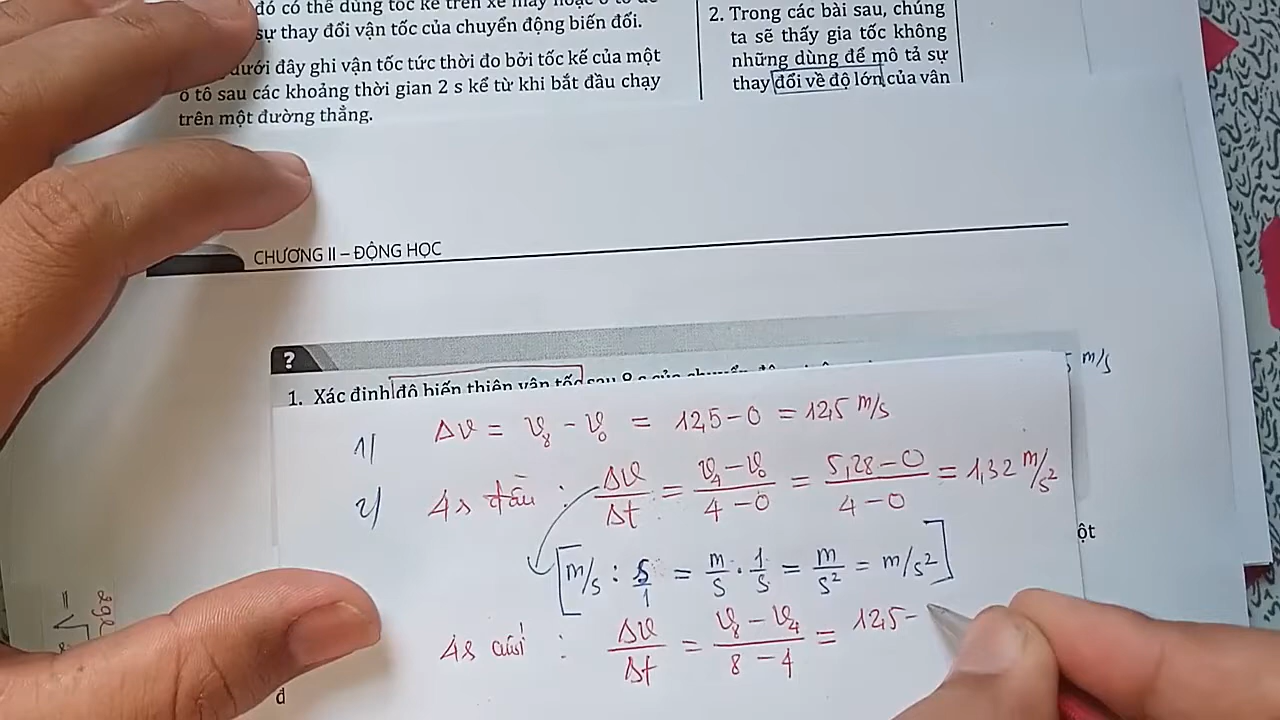 đó có thể dùng tốc kế trên xe máy hoặc ô tô để
sự thay đổi vận tốc của chuyển động biến đổi.
dưới đây ghi vận tốc tức thời đo bởi tốc kế của một
ô tô sau các khoảng thời gian 2 s kể từ khi bắt đầu chạy
trên một đường thẳng.
2. Trong các bài sau, chúng
ta sẽ thấy gia tốc không
những dùng để mô tả sự
thay đổi về độ lớn của vân
CHƯƠNG II – ĐỘNG HỌC
?
1. Xác định độ biến thiên vận tốc sau 8 s của chuyển
m/s
1) Δv = v₈ – v₀ = 12,5 – 0 = 12,5 m/s
2) 4s đầu : Δv/Δt = (v₄ – v₀)/(4 – 0) = (5,28 – 0)/(4 – 0) = 1,32 m/s²
[m/s : s/1 = m/s · 1/s = m/s² = m/s²]
4s cuối : Δv/Δt = (v₈ – v₄)/(8 – 4) = 12,5 –
ột
đ